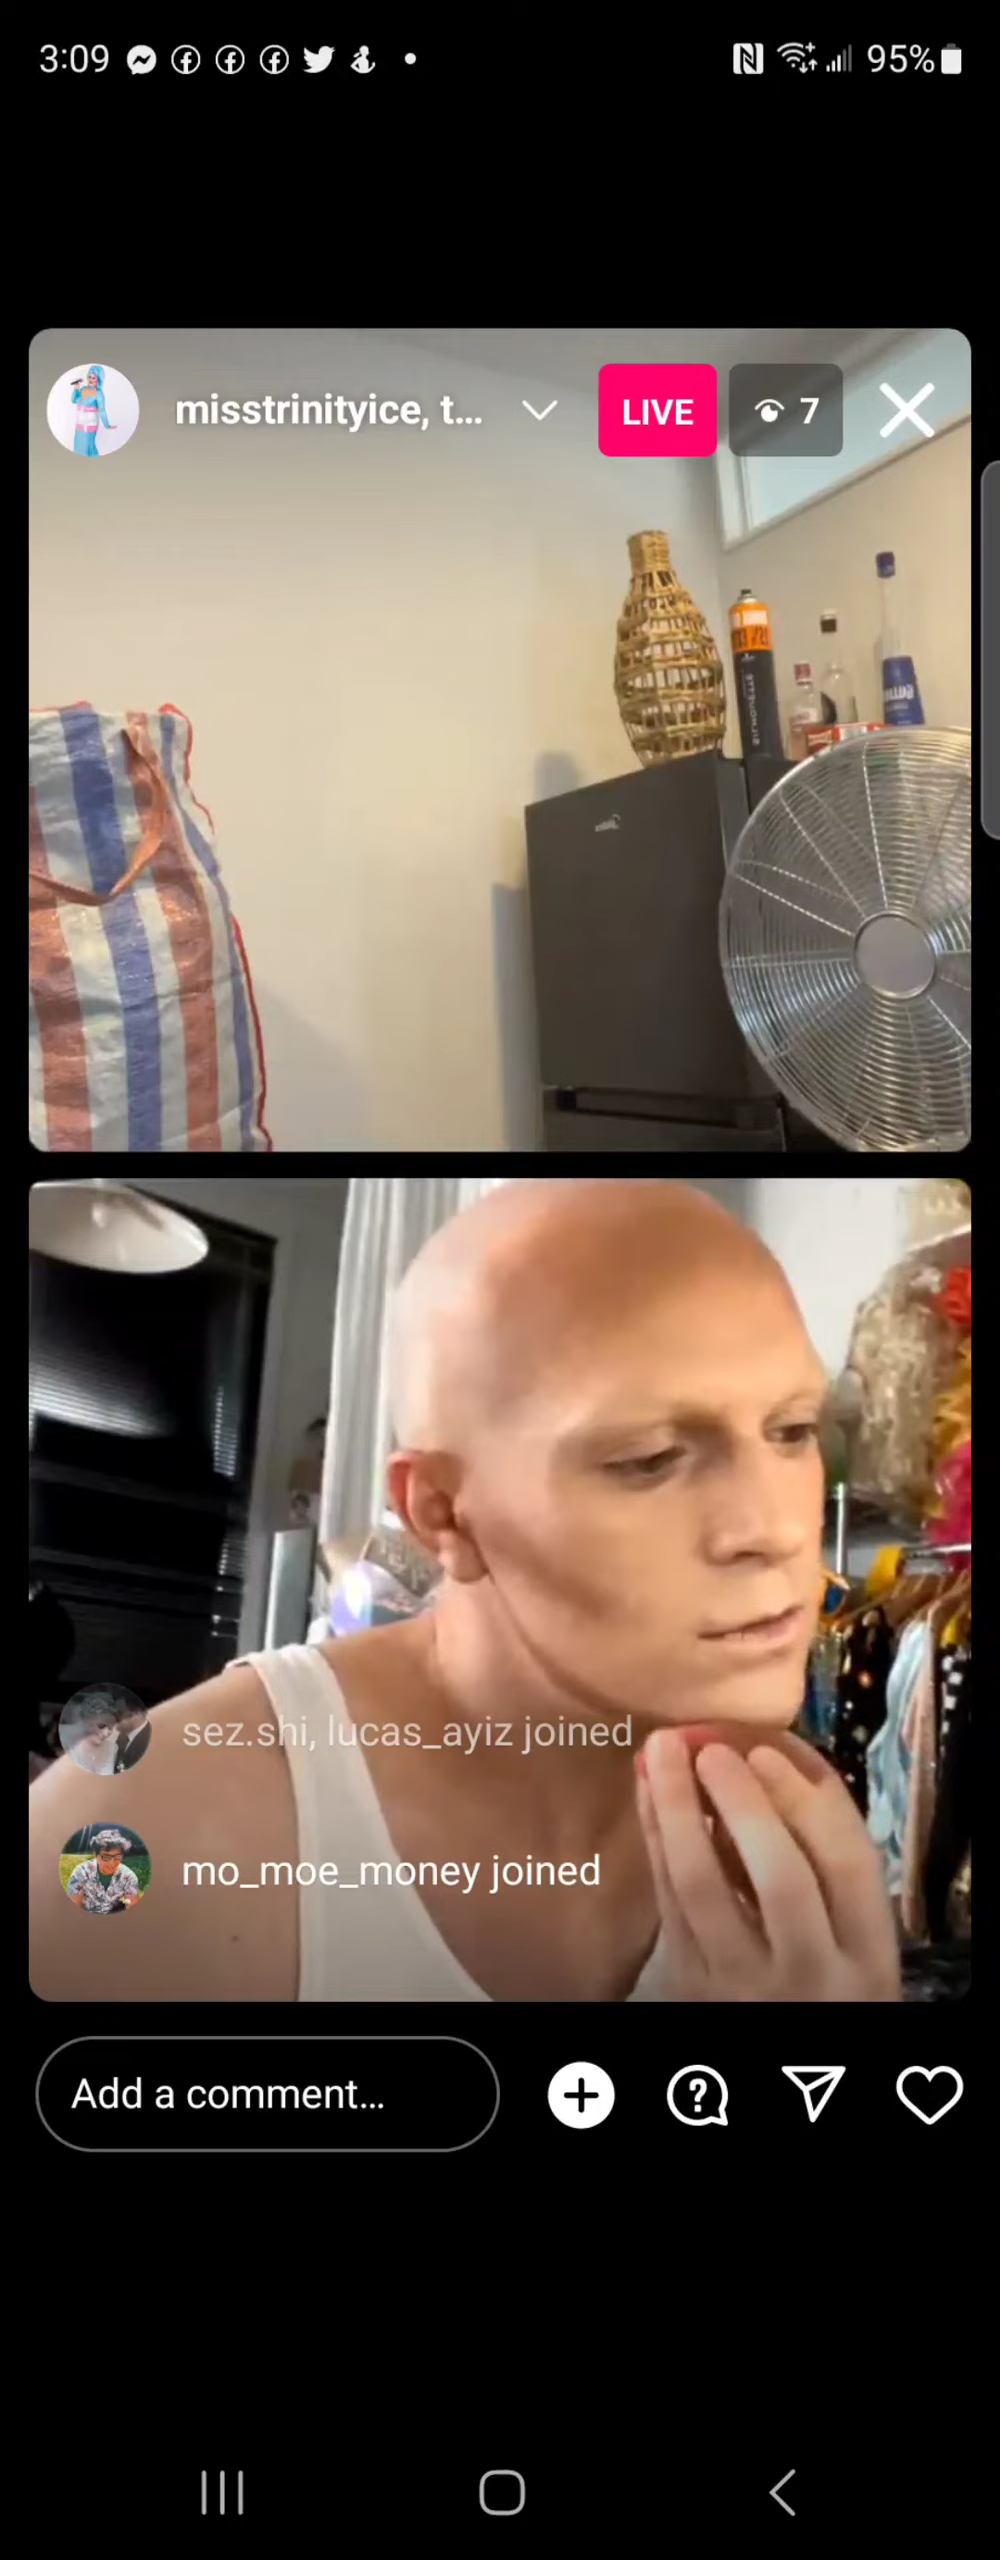 3:09
95%
misstrinityice, t...
LIVE
7
sez.shi, lucas_ayiz joined
mo_moe_money joined
Add a comment...